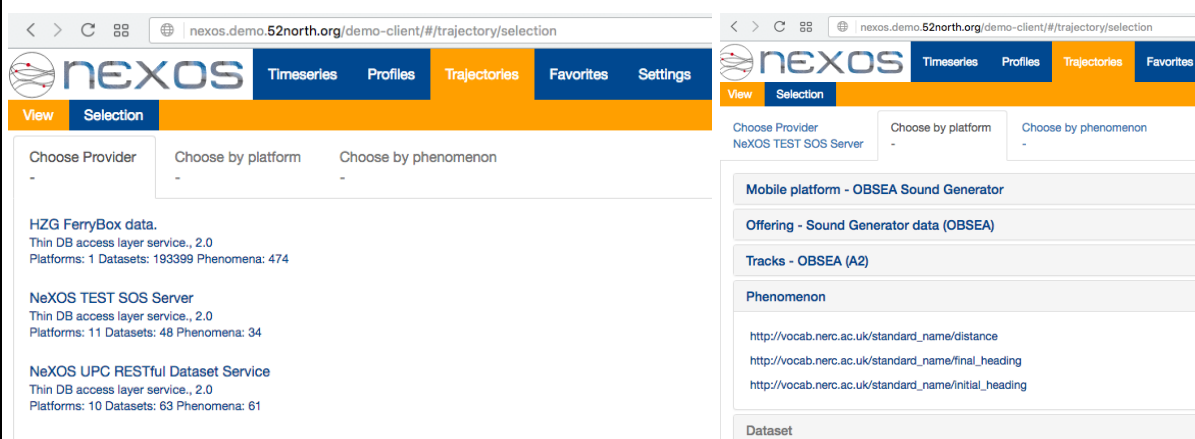 nexos.demo.52north.org/demo-client/#/trajectory/selection
nexos
Timeseries Profiles Trajectories Favorites Settings
View Selection
Choose Provider Choose by platform Choose by phenomenon
- - -
HZG FerryBox data.
Thin DB access layer service., 2.0
Platforms: 1 Datasets: 193399 Phenomena: 474
NeXOS TEST SOS Server
Thin DB access layer service., 2.0
Platforms: 11 Datasets: 48 Phenomena: 34
NeXOS UPC RESTful Dataset Service
Thin DB access layer service., 2.0
Platforms: 10 Datasets: 63 Phenomena: 61
nexos.demo.52north.org/demo-client/#/trajectory/selection
nexos
Timeseries Profiles Trajectories Favorites
View Selection
Choose Provider Choose by platform Choose by phenomenon
NeXOS TEST SOS Server - -
Mobile platform - OBSEA Sound Generator
Offering - Sound Generator data (OBSEA)
Tracks - OBSEA (A2)
Phenomenon
http://vocab.nerc.ac.uk/standard_name/distance
http://vocab.nerc.ac.uk/standard_name/final_heading
http://vocab.nerc.ac.uk/standard_name/initial_heading
Dataset